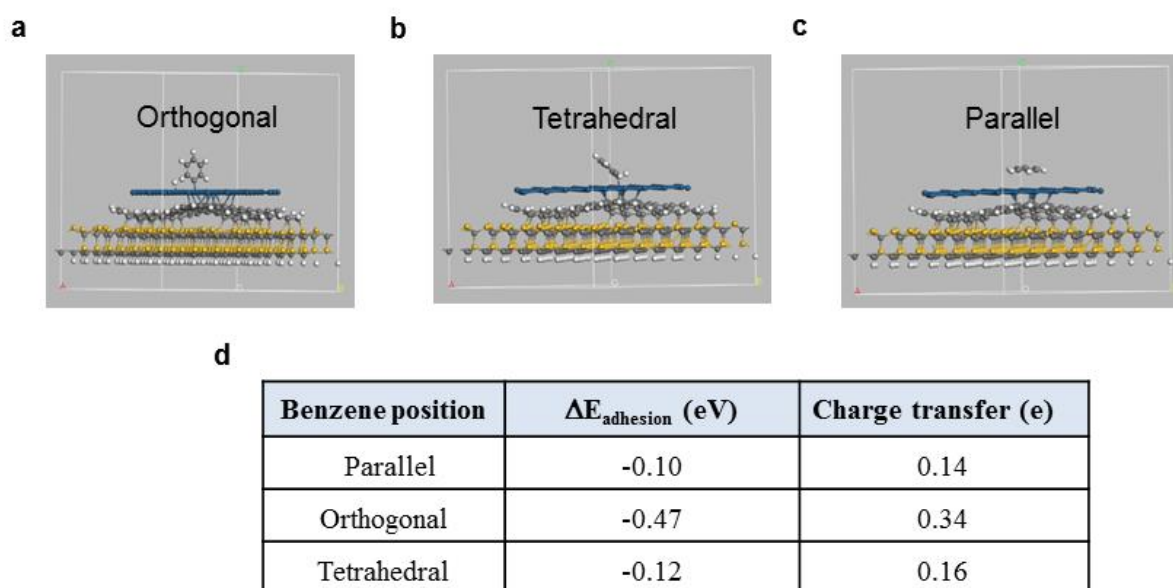 a
b
c
Orthogonal
Tetrahedral
Parallel
d
Benzene position ΔE_adhesion (eV) Charge transfer (e)
Parallel -0.10 0.14
Orthogonal -0.47 0.34
Tetrahedral -0.12 0.16